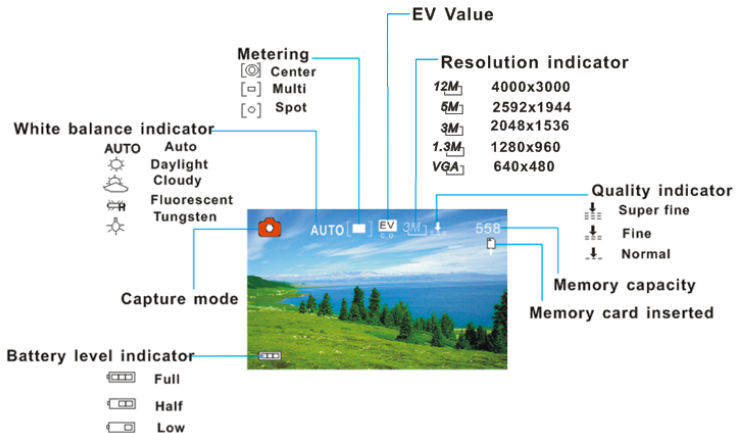 EV Value
Metering
Center
Multi
Spot
Resolution indicator
12M 4000x3000
5M 2592x1944
3M 2048x1536
1.3M 1280x960
VGA 640x480
White balance indicator
AUTO Auto
Daylight
Cloudy
Fluorescent
Tungsten
Quality indicator
Super fine
Fine
Normal
AUTO EV 0.0 3M 558
Capture mode
Memory capacity
Memory card inserted
Battery level indicator
Full
Half
Low